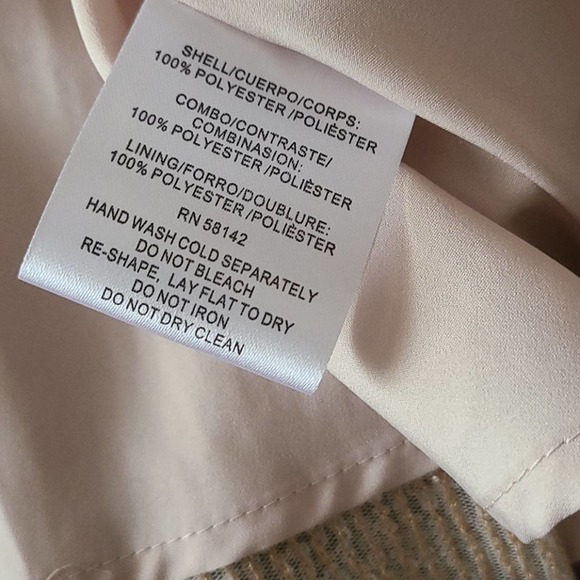 SHELL/CUERPO/CORPS:
100% POLYESTER /POLIÈSTER
COMBO/CONTRASTE/
COMBINASION:
100% POLYESTER /POLIÈSTER
LINING/FORRO/DOUBLURE:
100% POLYESTER /POLIÈSTER
RN 58142
HAND WASH COLD SEPARATELY
DO NOT BLEACH
RE-SHAPE, LAY FLAT TO DRY
DO NOT IRON
DO NOT DRY CLEAN